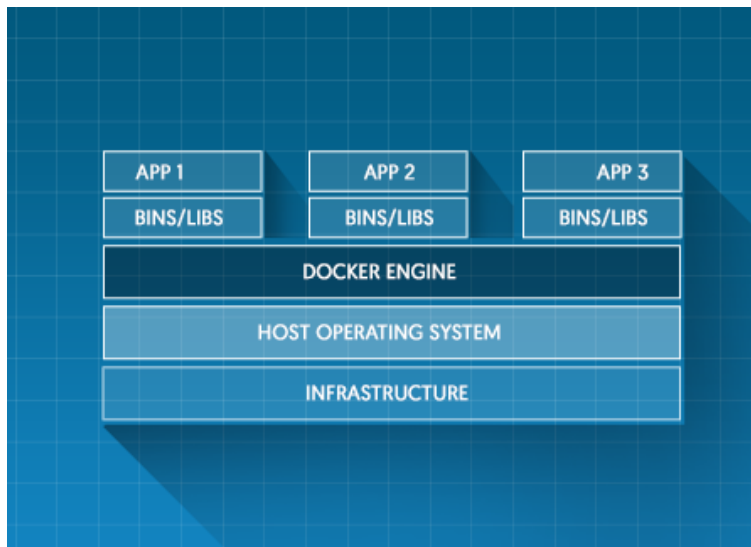 APP 1
APP 2
APP 3
BINS/LIBS
BINS/LIBS
BINS/LIBS
DOCKER ENGINE
HOST OPERATING SYSTEM
INFRASTRUCTURE